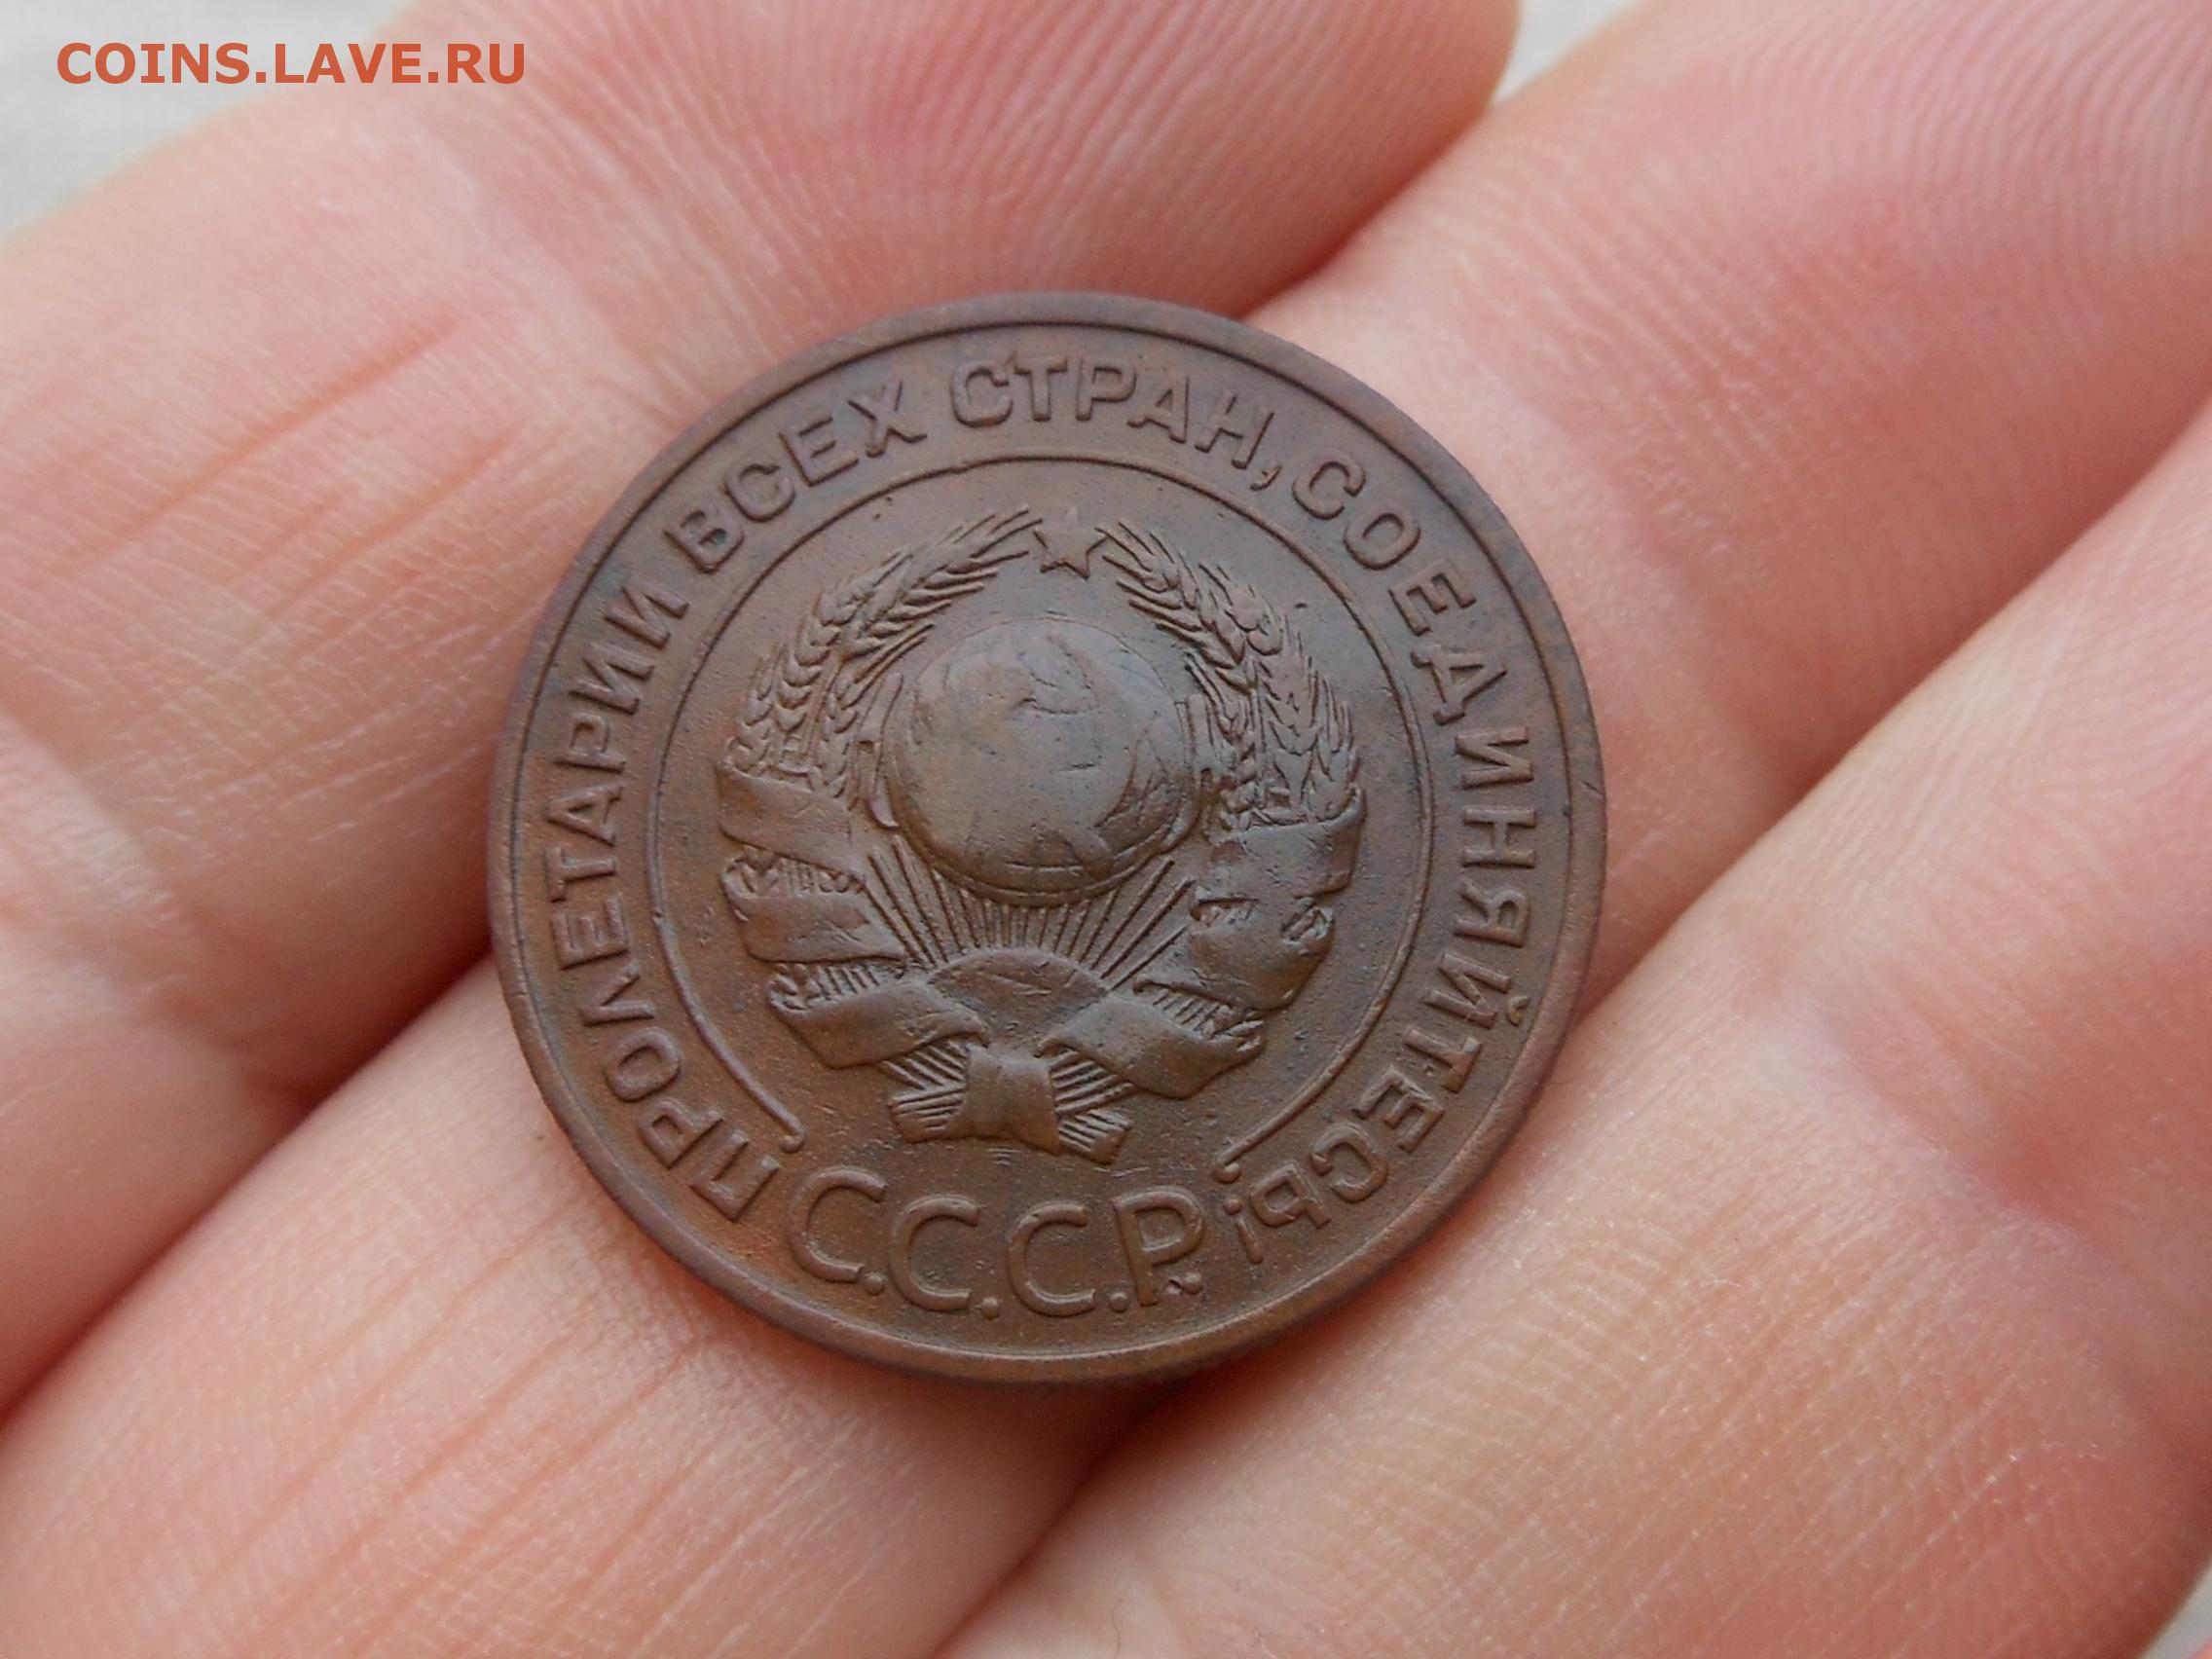 COINS.LAVE.RU
ПРОЛЕТАРИИ ВСЕХ СТРАН, СОЕДИНЯЙТЕСЬ!
С.С.С.Р.